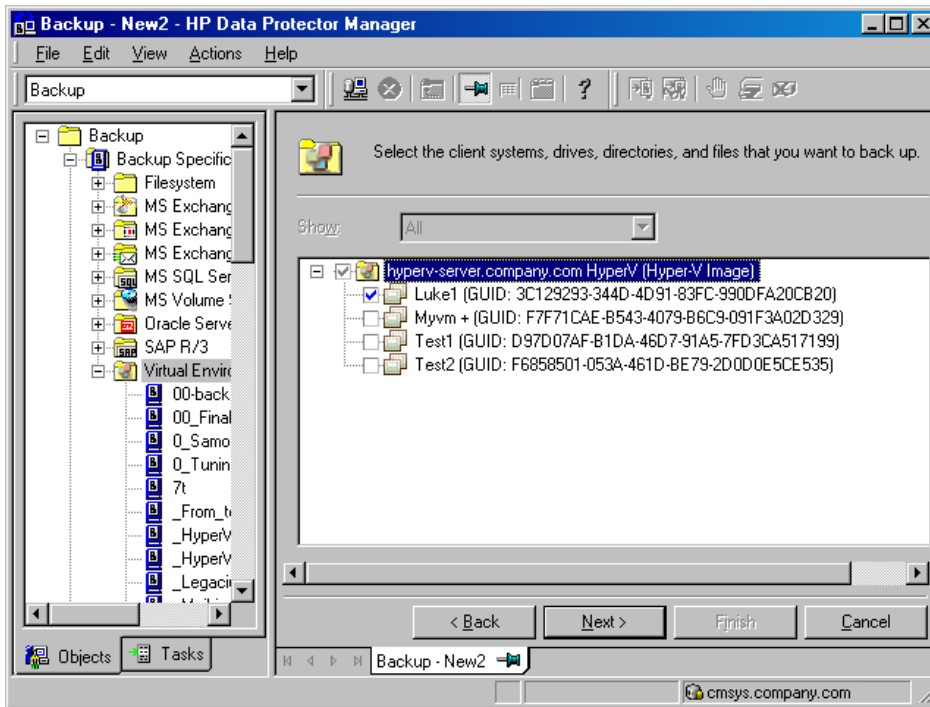 Backup - New2 - HP Data Protector Manager
File Edit View Actions Help
Backup
Backup
Backup Specific
Filesystem
MS Exchang
MS Exchang
MS Exchang
MS SQL Ser
MS Volume
Oracle Serve
SAP R/3
Virtual Enviro
00-back
00_Final
0_Samo
0_Tunin
7t
_From_t
_HyperV
_HyperV
_Legaci
Objects
Tasks
Select the client systems, drives, directories, and files that you want to back up.
Show: All
hyperv-server.company.com HyperV (Hyper-V Image)
Luke1 (GUID: 3C129293-344D-4D91-83FC-990DFA20CB20)
Myvm + (GUID: F7F71CAE-B543-4079-B6C9-091F3A02D329)
Test1 (GUID: D97D07AF-B1DA-46D7-91A5-7FD3CA517199)
Test2 (GUID: F6858501-053A-461D-BE79-2D0D0E5CE535)
< Back Next > Finish Cancel
Backup - New2
cmsys.company.com